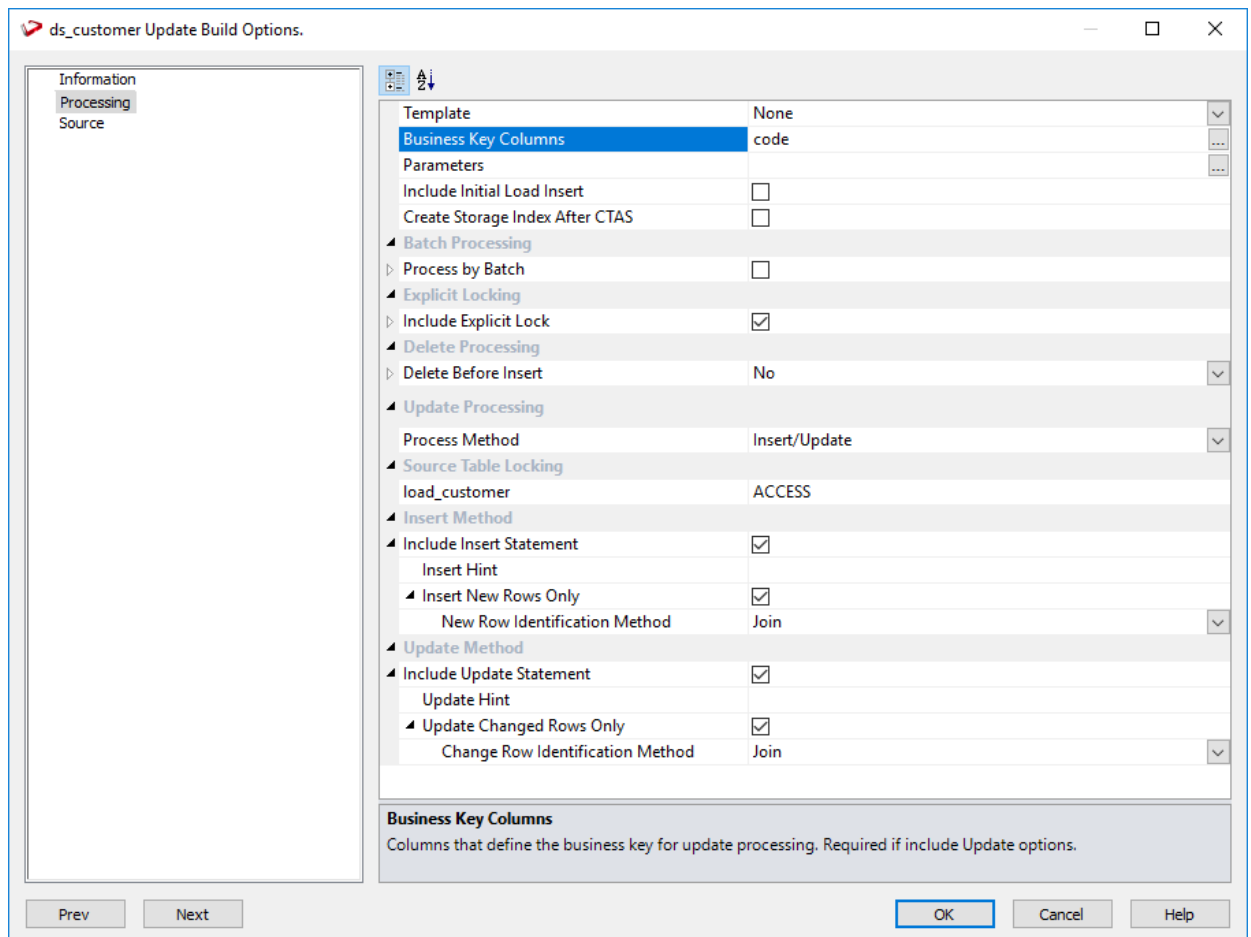 ds_customer Update Build Options.
Information
Processing
Source
Template None
Business Key Columns code
Parameters
Include Initial Load Insert
Create Storage Index After CTAS
Batch Processing
Process by Batch
Explicit Locking
Include Explicit Lock
Delete Processing
Delete Before Insert No
Update Processing
Process Method Insert/Update
Source Table Locking
load_customer ACCESS
Insert Method
Include Insert Statement
Insert Hint
Insert New Rows Only
New Row Identification Method Join
Update Method
Include Update Statement
Update Hint
Update Changed Rows Only
Change Row Identification Method Join
Business Key Columns
Columns that define the business key for update processing. Required if include Update options.
Prev Next OK Cancel Help